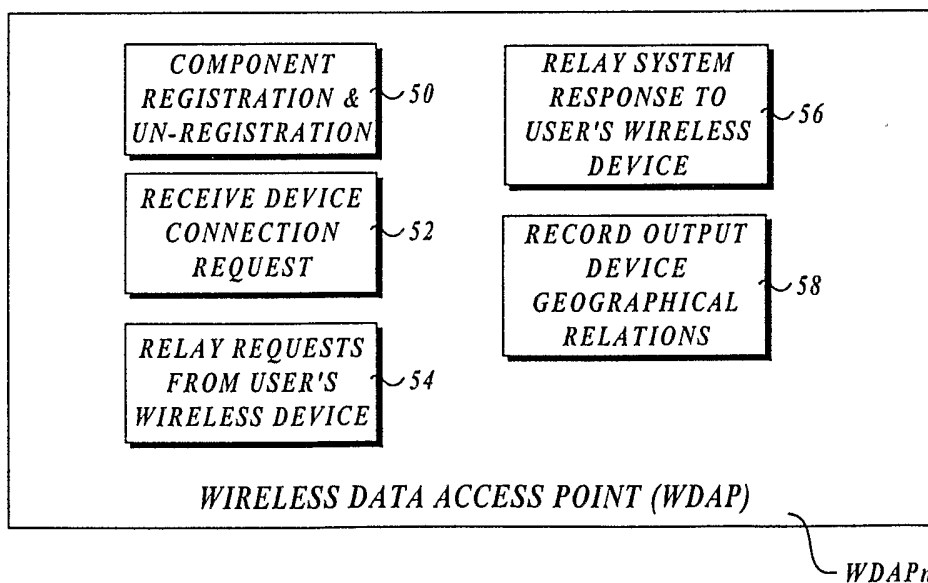 COMPONENT
REGISTRATION &
UN-REGISTRATION
50
RECEIVE DEVICE
CONNECTION
REQUEST
52
RELAY REQUESTS
FROM USER'S
WIRELESS DEVICE
54
RELAY SYSTEM
RESPONSE TO
USER'S WIRELESS
DEVICE
56
RECORD OUTPUT
DEVICE
GEOGRAPHICAL
RELATIONS
58
WIRELESS DATA ACCESS POINT (WDAP)
WDAPn